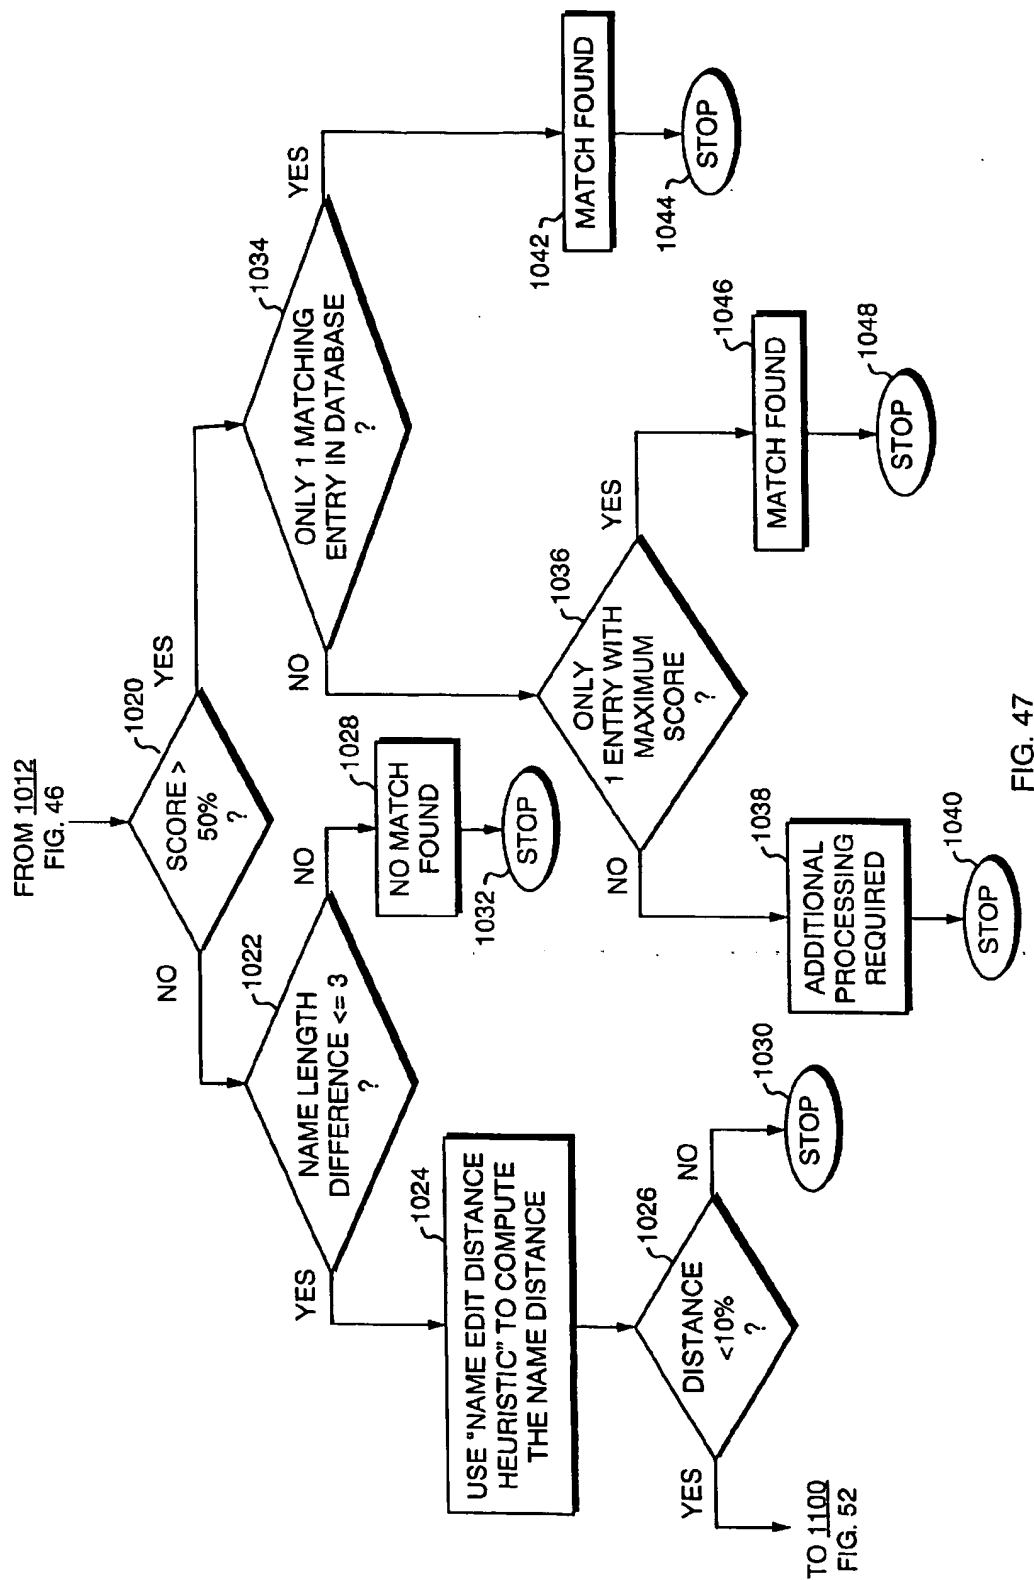 FROM 1012
FIG. 46
1020
SCORE >
50%
?
NO
YES
1022
NAME LENGTH
DIFFERENCE <= 3
?
YES
NO
1034
ONLY 1 MATCHING
ENTRY IN DATABASE
?
NO
YES
1024
USE "NAME EDIT DISTANCE
HEURISTIC" TO COMPUTE
THE NAME DISTANCE
1028
NO MATCH
FOUND
1032
STOP
1036
ONLY
1 ENTRY WITH
MAXIMUM
SCORE
?
NO
YES
1042
MATCH FOUND
1044
STOP
1026
DISTANCE
<10%
?
YES
NO
1030
STOP
1038
ADDITIONAL
PROCESSING
REQUIRED
1040
STOP
1046
MATCH FOUND
1048
STOP
TO 1100
FIG. 52
FIG. 47